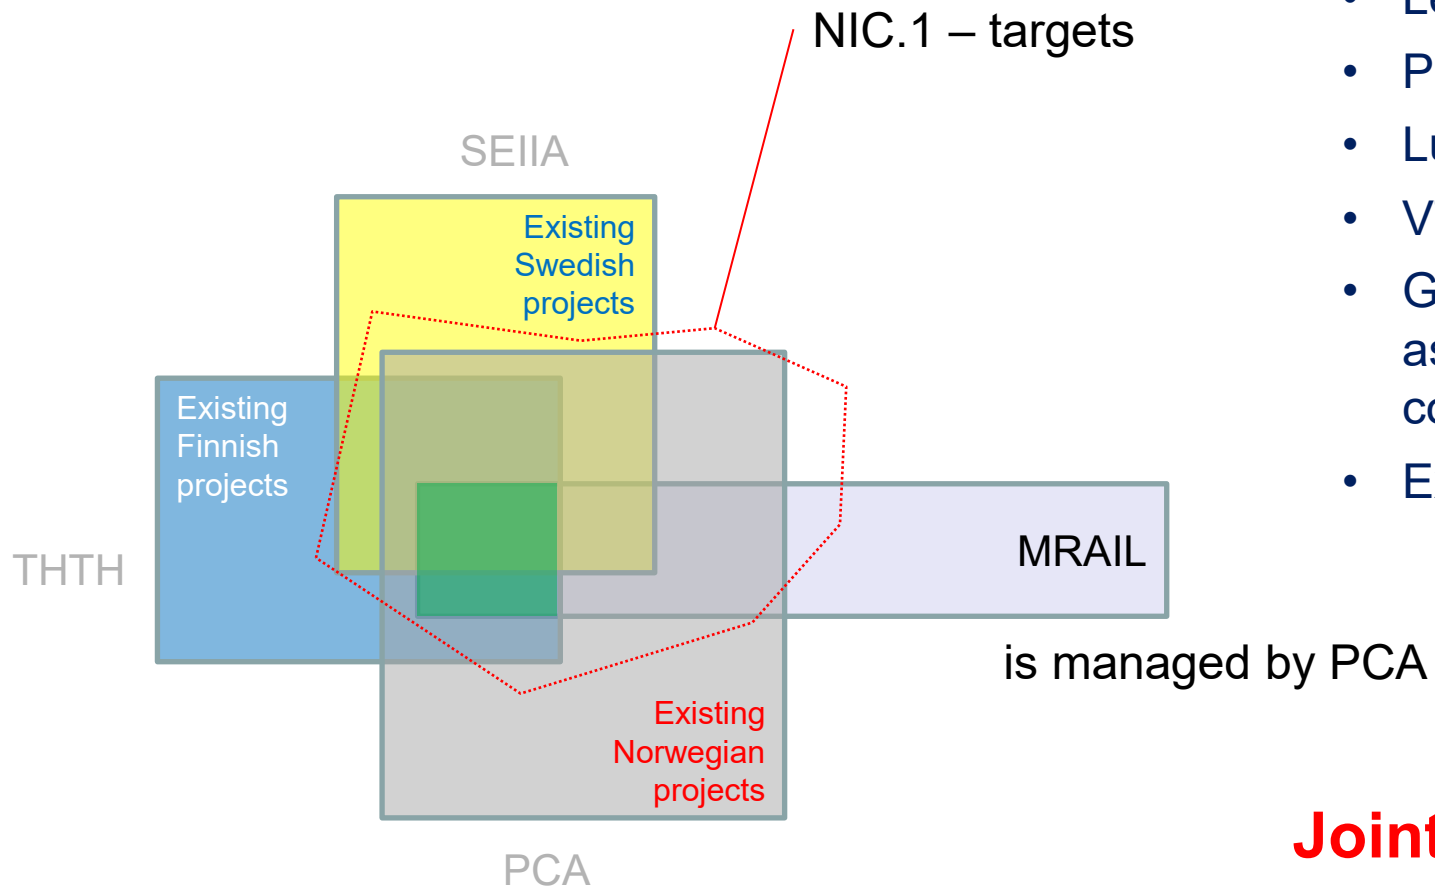 NIC.1 – targets
SEIIA
Existing
Swedish
projects
Existing
Finnish
projects
THTH
MRAIL
is managed by PCA
Existing
Norwegian
projects
PCA
Joint